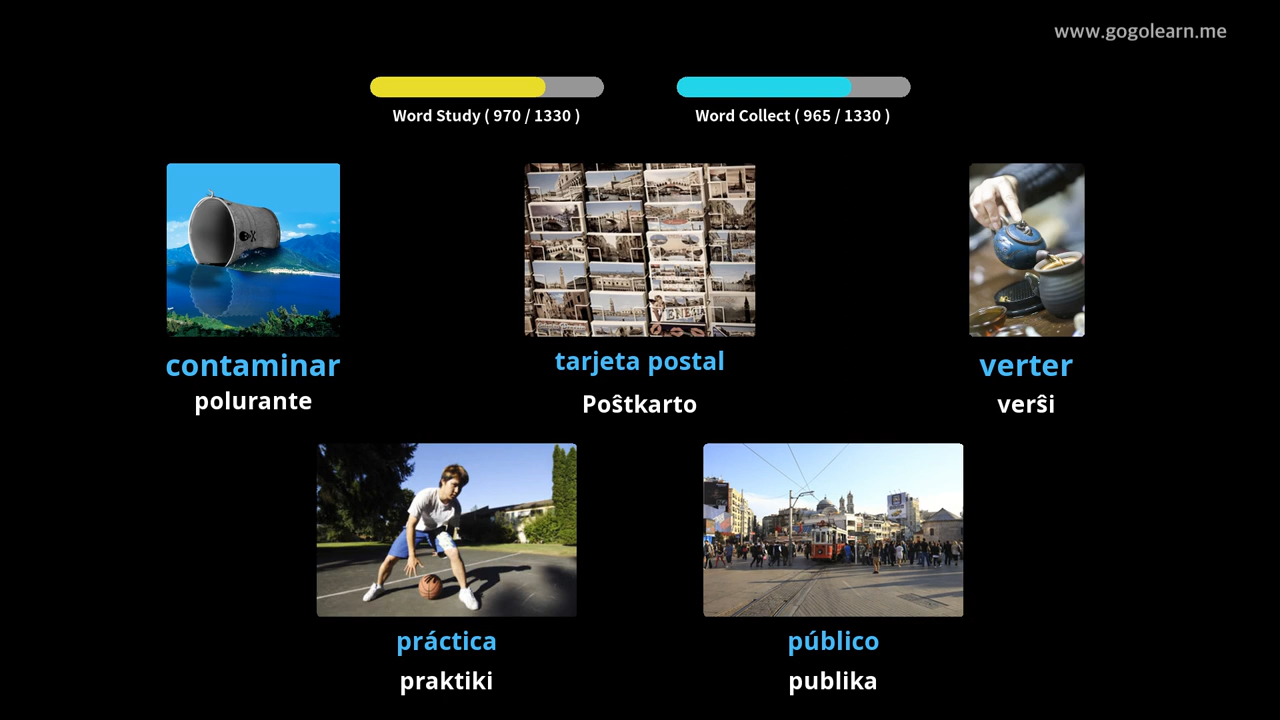 www.gogolearn.me
Word Study ( 970 / 1330 )
Word Collect ( 965 / 1330 )
contaminar
polurante
tarjeta postal
Poŝtkarto
verter
verŝi
práctica
praktiki
público
publika